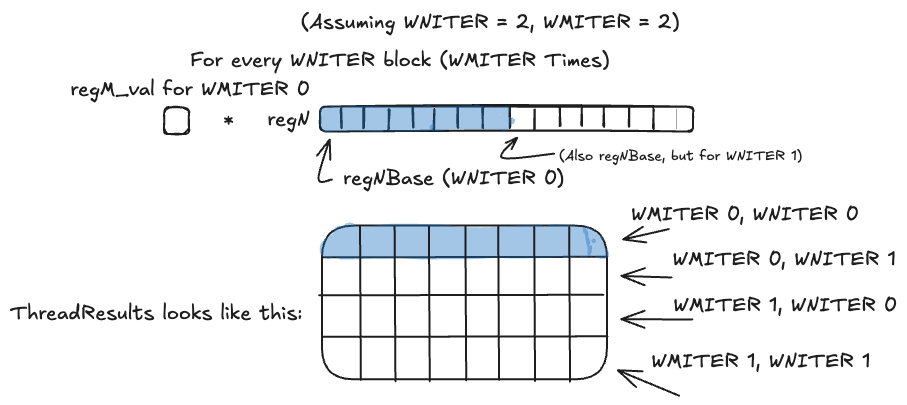 (Assuming WNITER = 2, WMITER = 2)
For every WNITER block (WMITER Times)
regM_val for WMITER 0
* regN
(Also regNBase, but for WNITER 1)
regNBase (WNITER 0)
WMITER 0, WNITER 0
WMITER 0, WNITER 1
ThreadResults looks like this:
WMITER 1, WNITER 0
WMITER 1, WNITER 1